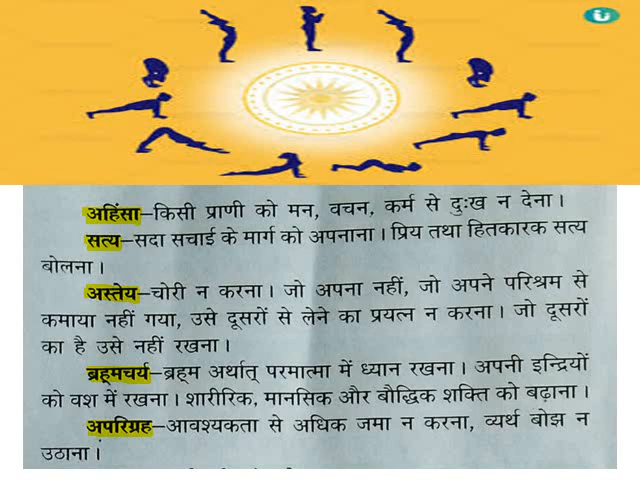 अहिंसा–किसी प्राणी को मन, वचन, कर्म से दुःख न देना।
सत्य–सदा सचाई के मार्ग को अपनाना। प्रिय तथा हितकारक सत्य
बोलना।
अस्तेय–चोरी न करना। जो अपना नहीं, जो अपने परिश्रम से
कमाया नहीं गया, उसे दूसरों से लेने का प्रयत्न न करना। जो दूसरों
का है उसे नहीं रखना।
ब्रह्मचर्य–ब्रह्म अर्थात् परमात्मा में ध्यान रखना। अपनी इन्द्रियों
को वश में रखना। शारीरिक, मानसिक और बौद्धिक शक्ति को बढ़ाना।
अपरिग्रह–आवश्यकता से अधिक जमा न करना, व्यर्थ बोझ न
उठाना।